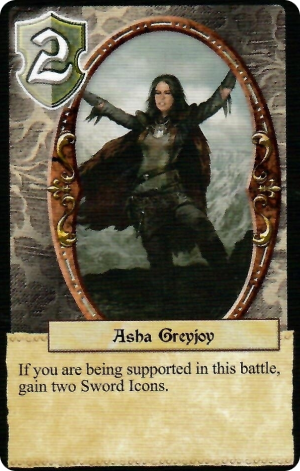 2
Asha Greyjoy
If you are being supported in this battle,
gain two Sword Icons.